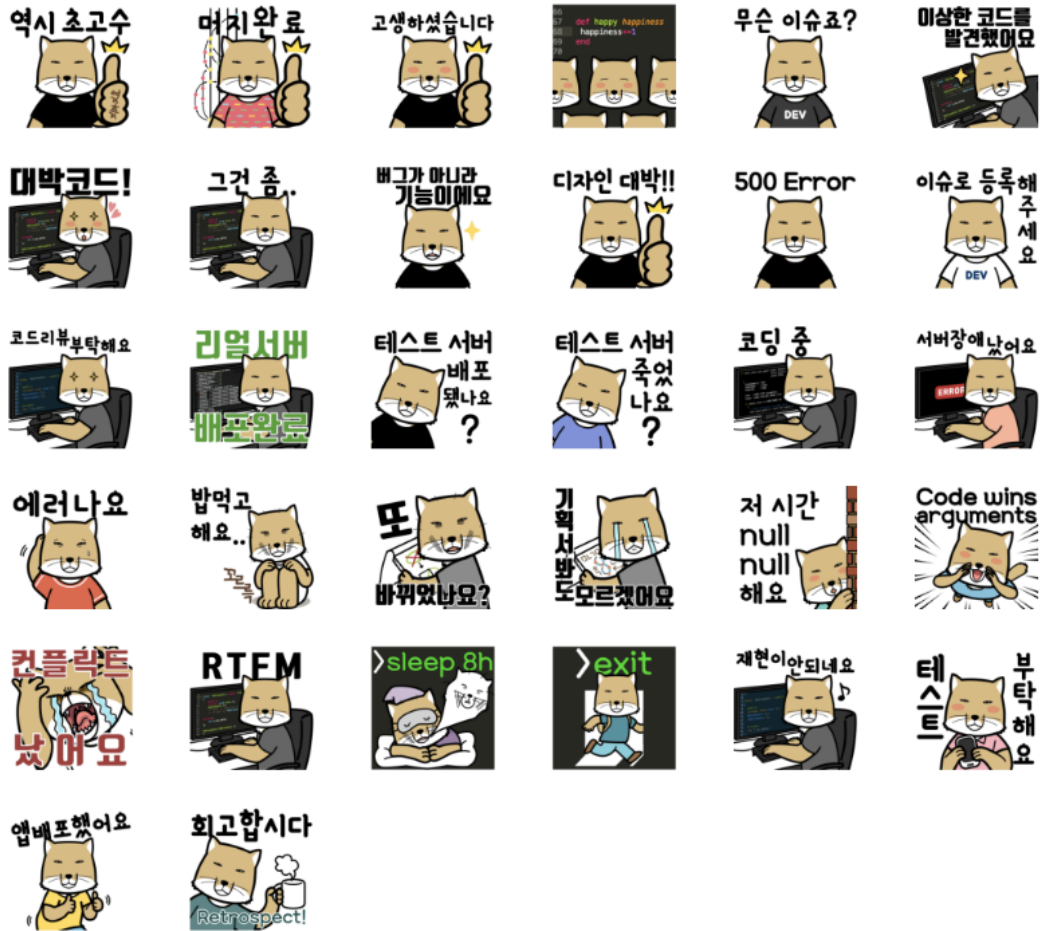 역시 초고수
머지완료
고생하셨습니다
66
67 def happy happiness
68 happiness+=1
69 end
70
무슨 이슈죠?
DEV
이상한 코드를
발견했어요
대박코드!
그건 좀..
버그가 아니라
기능이에요
디자인 대박!!
500 Error
이슈로 등록해
주
세
요
DEV
코드리뷰부탁해요
리얼서버
배포완료
테스트 서버
배포
됐나요
?
테스트 서버
죽었
나요
?
코딩 중
서버장애났어요
ERROR
에러나요
밥먹고
해요..
꼬르륵
또
바뀌었나요?
기획서봐도
모르겠어요
저 시간
null
null
해요
Code wins
arguments
컨플릭트
났어요
RTFM
>sleep 8h
>exit
재현이안되네요
테스트
부탁해요
앱배포했어요
회고합시다
Retrospect!